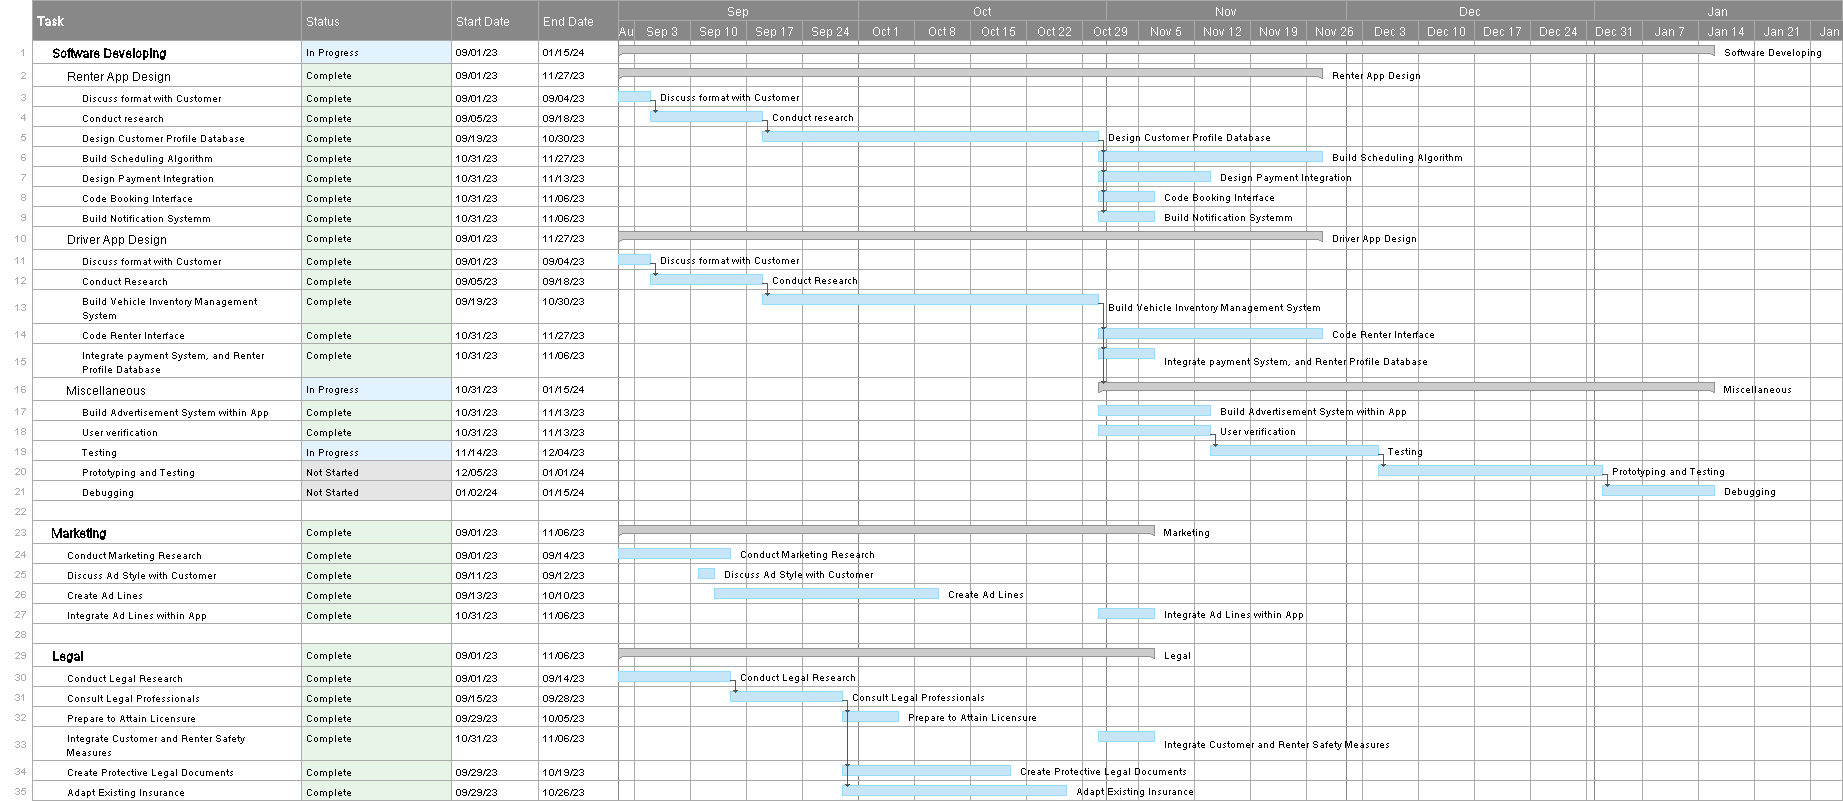 Task Status Start Date End Date Sep Oct Nov Dec Jan
Au Sep 3 Sep 10 Sep 17 Sep 24 Oct 1 Oct 8 Oct 15 Oct 22 Oct 29 Nov 5 Nov 12 Nov 19 Nov 26 Dec 3 Dec 10 Dec 17 Dec 24 Dec 31 Jan 7 Jan 14 Jan 21 Jan
1 Software Developing In Progress 09/01/23 01/15/24 Software Developing
2 Renter App Design Complete 09/01/23 11/27/23 Renter App Design
3 Discuss format with Customer Complete 09/01/23 09/04/23 Discuss format with Customer
4 Conduct research Complete 09/05/23 09/18/23 Conduct research
5 Design Customer Profile Database Complete 09/19/23 10/30/23 Design Customer Profile Database
6 Build Scheduling Algorithm Complete 10/31/23 11/27/23 Build Scheduling Algorithm
7 Design Payment Integration Complete 10/31/23 11/13/23 Design Payment Integration
8 Code Booking Interface Complete 10/31/23 11/06/23 Code Booking Interface
9 Build Notification Systemm Complete 10/31/23 11/06/23 Build Notification Systemm
10 Driver App Design Complete 09/01/23 11/27/23 Driver App Design
11 Discuss format with Customer Complete 09/01/23 09/04/23 Discuss format with Customer
12 Conduct Research Complete 09/05/23 09/18/23 Conduct Research
13 Build Vehicle Inventory Management Complete 09/19/23 10/30/23 Build Vehicle Inventory Management System
System
14 Code Renter Interface Complete 10/31/23 11/27/23 Code Renter Interface
15 Integrate payment System, and Renter Complete 10/31/23 11/06/23 Integrate payment System, and Renter Profile Database
Profile Database
16 Miscellaneous In Progress 10/31/23 01/15/24 Miscellaneous
17 Build Advertisement System within App Complete 10/31/23 11/13/23 Build Advertisement System within App
18 User verification Complete 10/31/23 11/13/23 User verification
19 Testing In Progress 11/14/23 12/04/23 Testing
20 Prototyping and Testing Not Started 12/05/23 01/01/24 Prototyping and Testing
21 Debugging Not Started 01/02/24 01/15/24 Debugging
22
23 Marketing Complete 09/01/23 11/06/23 Marketing
24 Conduct Marketing Research Complete 09/01/23 09/14/23 Conduct Marketing Research
25 Discuss Ad Style with Customer Complete 09/11/23 09/12/23 Discuss Ad Style with Customer
26 Create Ad Lines Complete 09/13/23 10/10/23 Create Ad Lines
27 Integrate Ad Lines within App Complete 10/31/23 11/06/23 Integrate Ad Lines within App
28
29 Legal Complete 09/01/23 11/06/23 Legal
30 Conduct Legal Research Complete 09/01/23 09/14/23 Conduct Legal Research
31 Consult Legal Professionals Complete 09/15/23 09/28/23 Consult Legal Professionals
32 Prepare to Attain Licensure Complete 09/29/23 10/05/23 Prepare to Attain Licensure
33 Integrate Customer and Renter Safety Complete 10/31/23 11/06/23 Integrate Customer and Renter Safety Measures
Measures
34 Create Protective Legal Documents Complete 09/29/23 10/19/23 Create Protective Legal Documents
35 Adapt Existing Insurance Complete 09/29/23 10/26/23 Adapt Existing Insurance